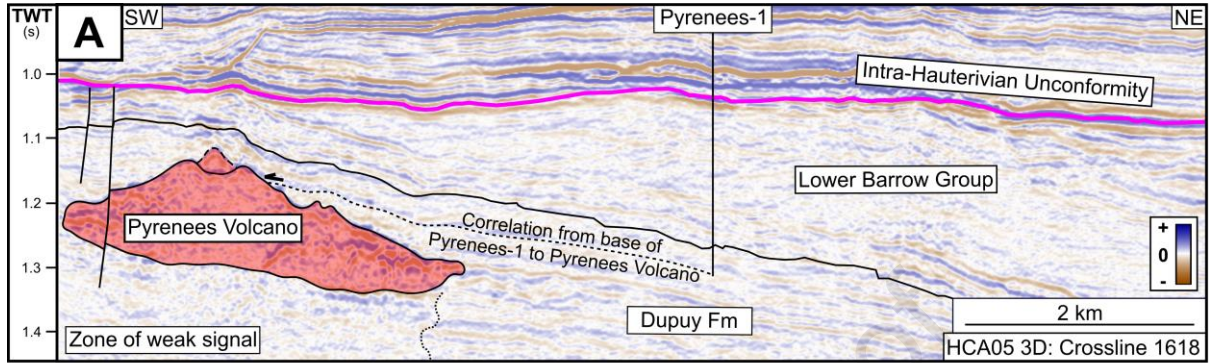 TWT
(s)
A
SW
Pyrenees-1
NE
1.0
Intra-Hauterivian Unconformity
1.1
Lower Barrow Group
1.2
Pyrenees Volcano
Correlation from base of
Pyrenees-1 to Pyrenees Volcano
+
0
-
1.3
2 km
Dupuy Fm
1.4
Zone of weak signal
HCA05 3D: Crossline 1618